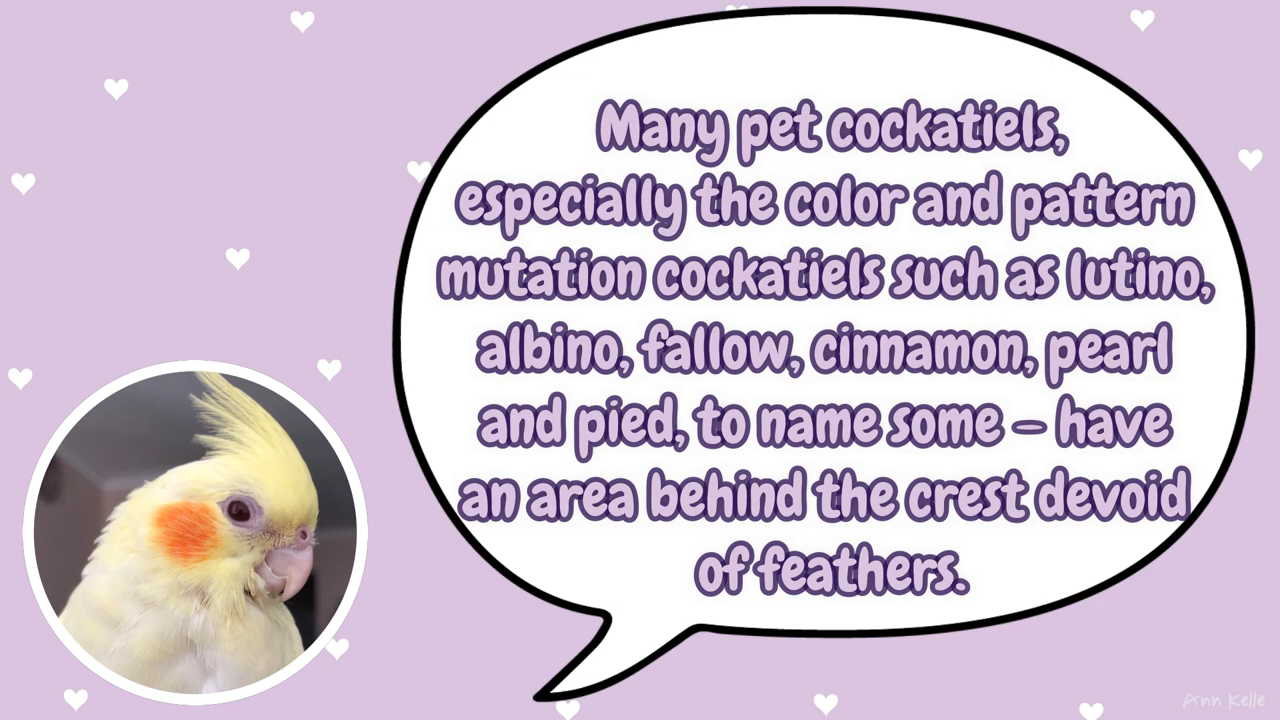 Many pet cockatiels,
especially the color and pattern
mutation cockatiels such as lutino,
albino, fallow, cinnamon, pearl
and pied, to name some – have
an area behind the crest devoid
of feathers.
Ann Kelle